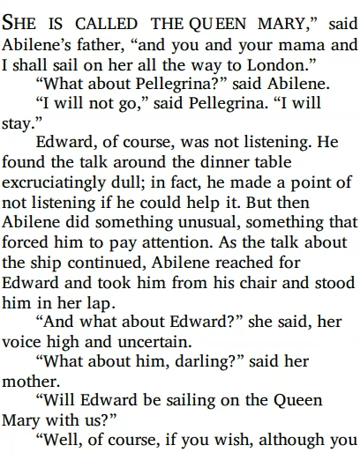 SHE IS CALLED THE QUEEN MARY,” said
Abilene’s father, “and you and your mama and
I shall sail on her all the way to London.”
“What about Pellegrina?” said Abilene.
“I will not go,” said Pellegrina. “I will
stay.”
Edward, of course, was not listening. He
found the talk around the dinner table
excruciatingly dull; in fact, he made a point of
not listening if he could help it. But then
Abilene did something unusual, something that
forced him to pay attention. As the talk about
the ship continued, Abilene reached for
Edward and took him from his chair and stood
him in her lap.
“And what about Edward?” she said, her
voice high and uncertain.
“What about him, darling?” said her
mother.
“Will Edward be sailing on the Queen
Mary with us?”
“Well, of course, if you wish, although you